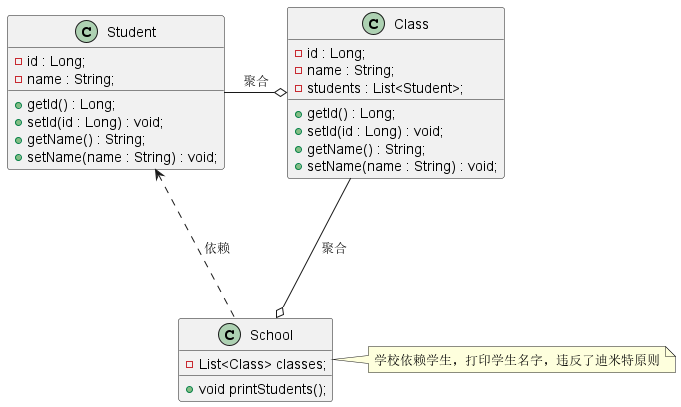 C Student
id : Long;
name : String;
getId() : Long;
setId(id : Long) : void;
getName() : String;
setName(name : String) : void;
聚合
C Class
id : Long;
name : String;
students : List<Student>;
getId() : Long;
setId(id : Long) : void;
getName() : String;
setName(name : String) : void;
依赖
聚合
C School
List<Class> classes;
void printStudents();
学校依赖学生，打印学生名字，违反了迪米特原则